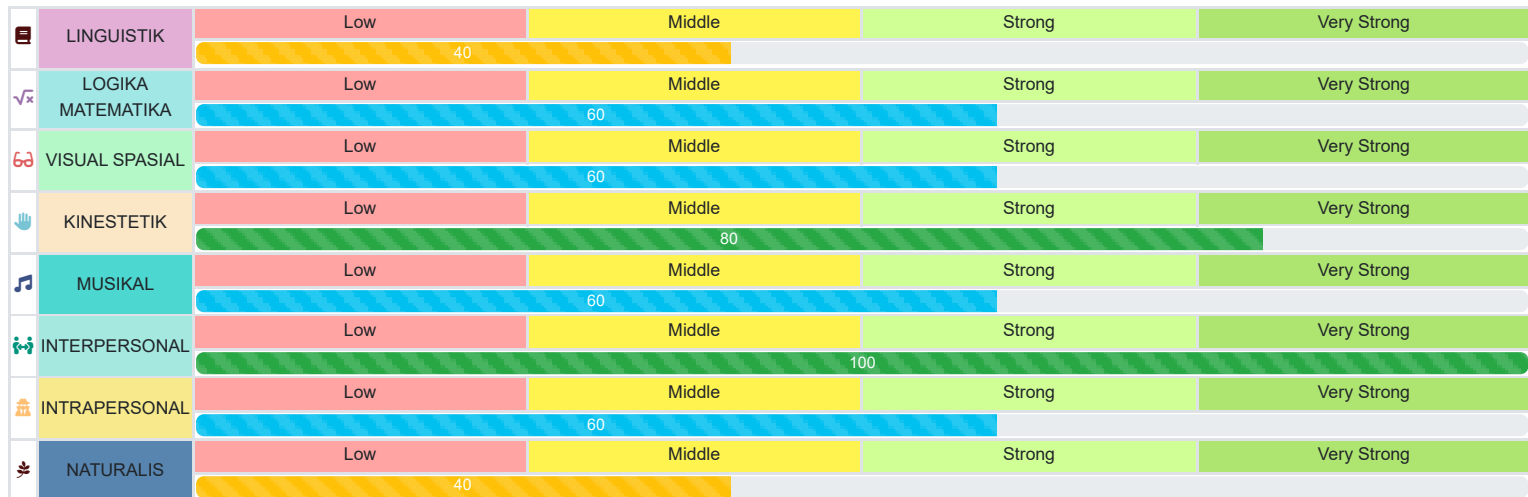 Low Middle Strong Very Strong
LINGUISTIK
40
Low Middle Strong Very Strong
LOGIKA
MATEMATIKA
60
Low Middle Strong Very Strong
VISUAL SPASIAL
60
Low Middle Strong Very Strong
KINESTETIK
80
Low Middle Strong Very Strong
MUSIKAL
60
Low Middle Strong Very Strong
INTERPERSONAL
100
Low Middle Strong Very Strong
INTRAPERSONAL
60
Low Middle Strong Very Strong
NATURALIS
40